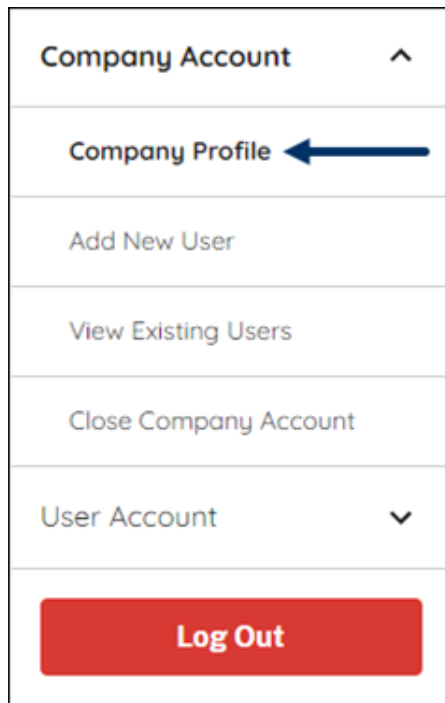 Company Account
Company Profile
Add New User
View Existing Users
Close Company Account
User Account
Log Out